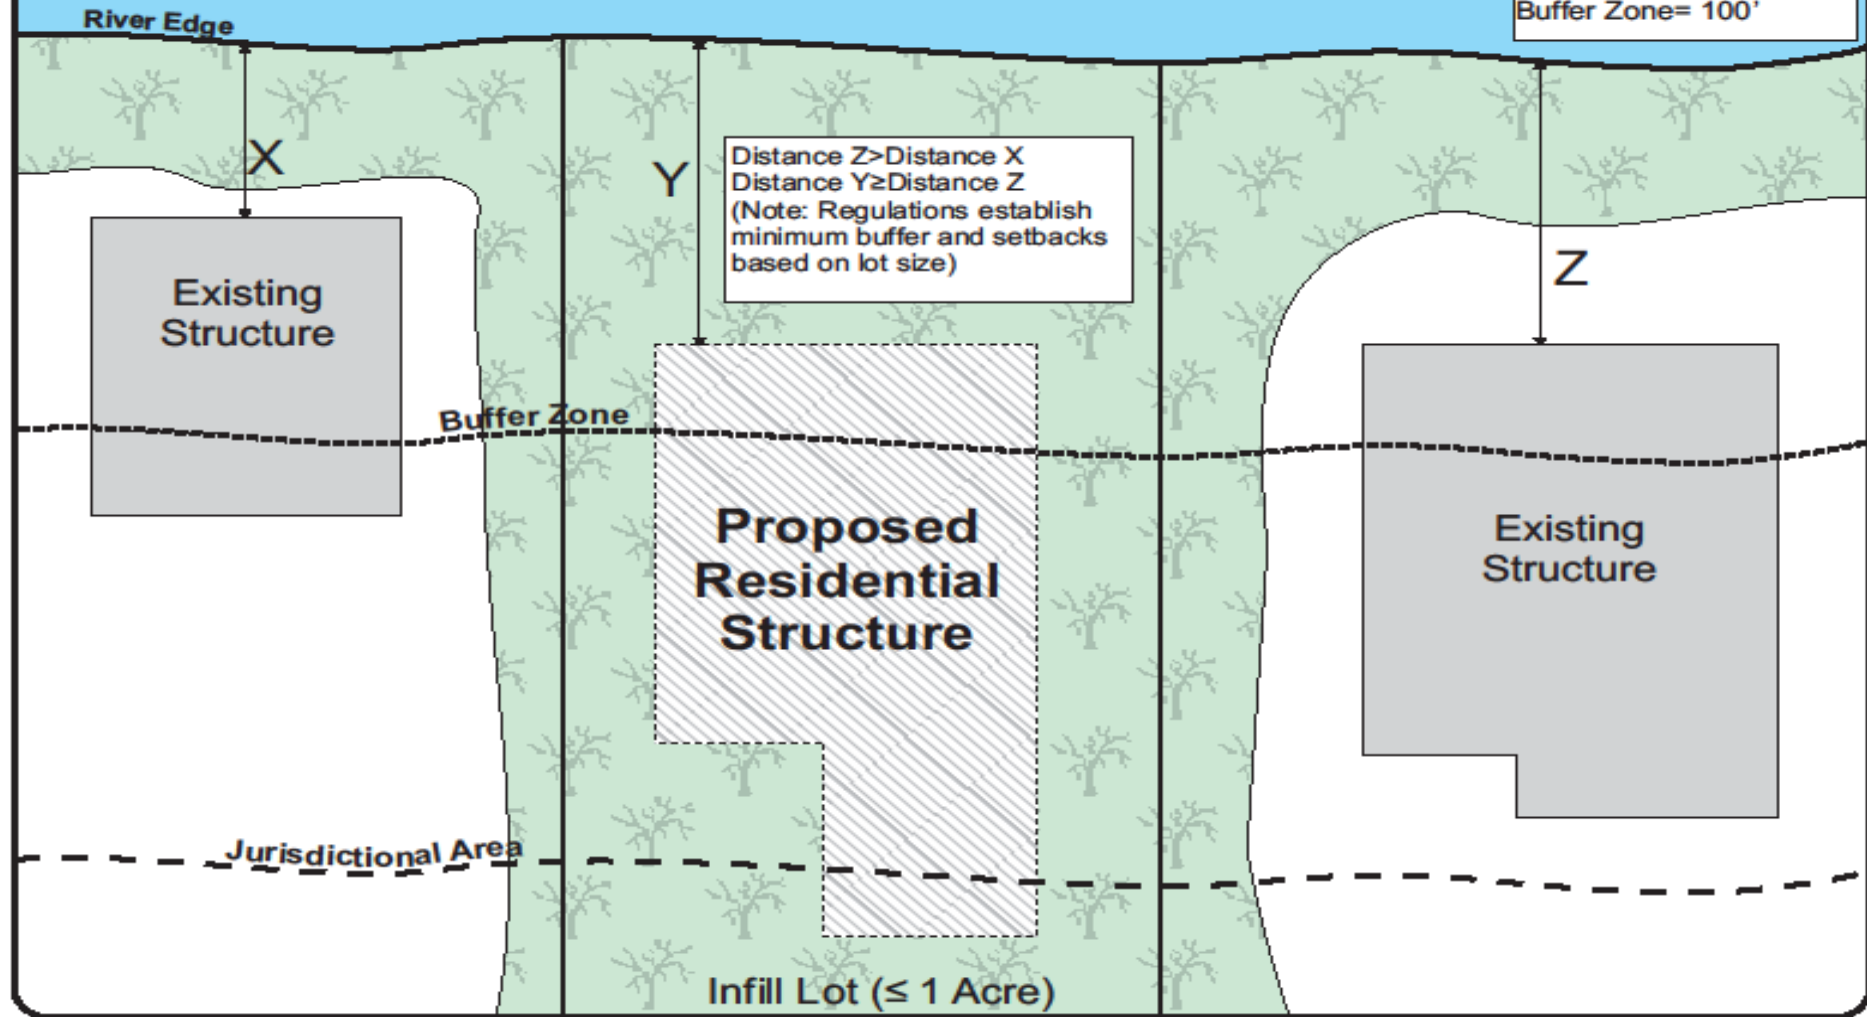 River Edge
Buffer Zone= 100’
X
Y
Distance Z>Distance X
Distance Y≥Distance Z
(Note: Regulations establish
minimum buffer and setbacks
based on lot size)
Z
Existing
Structure
Buffer Zone
Proposed
Residential
Structure
Existing
Structure
Jurisdictional Area
Infill Lot (≤ 1 Acre)